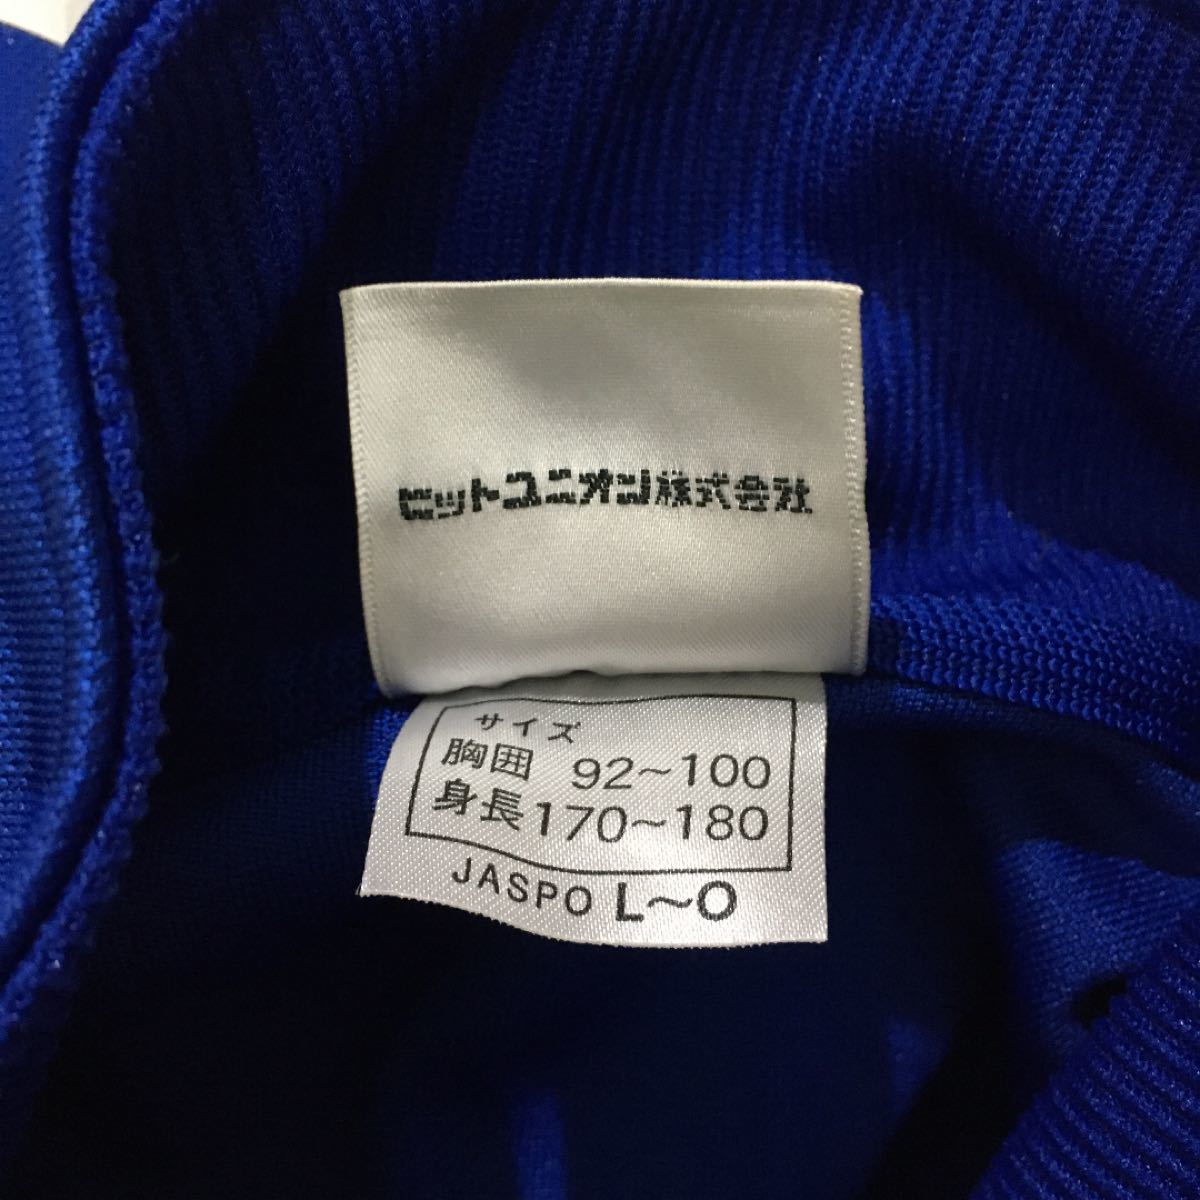 ヒットユニオン株式会社
サイズ
胸囲 92〜100
身長170〜180
JASPO L〜O